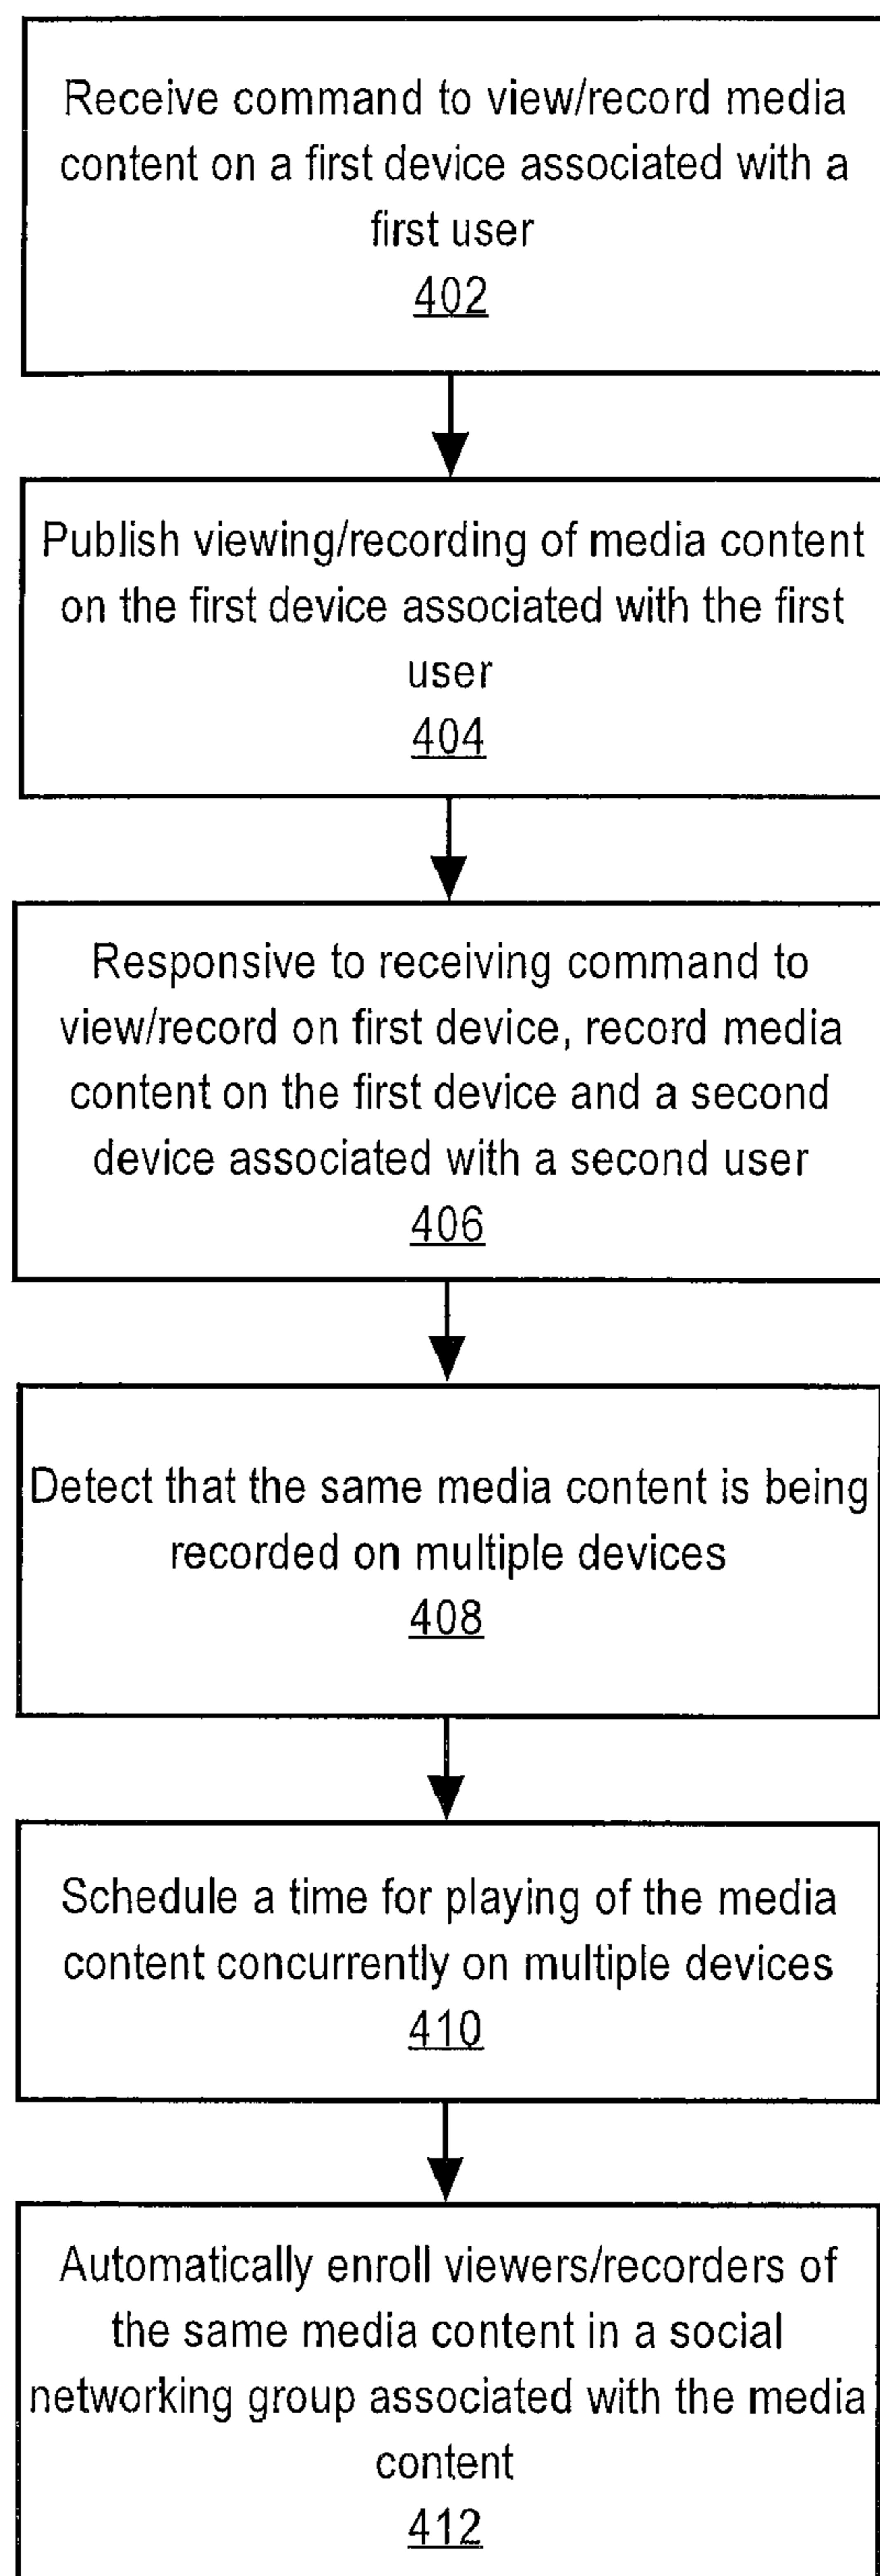 Receive command to view/record media
content on a first device associated with a
first user
402
Publish viewing/recording of media content
on the first device associated with the first
user
404
Responsive to receiving command to
view/record on first device, record media
content on the first device and a second
device associated with a second user
406
Detect that the same media content is being
recorded on multiple devices
408
Schedule a time for playing of the media
content concurrently on multiple devices
410
Automatically enroll viewers/recorders of
the same media content in a social
networking group associated with the media
content
412